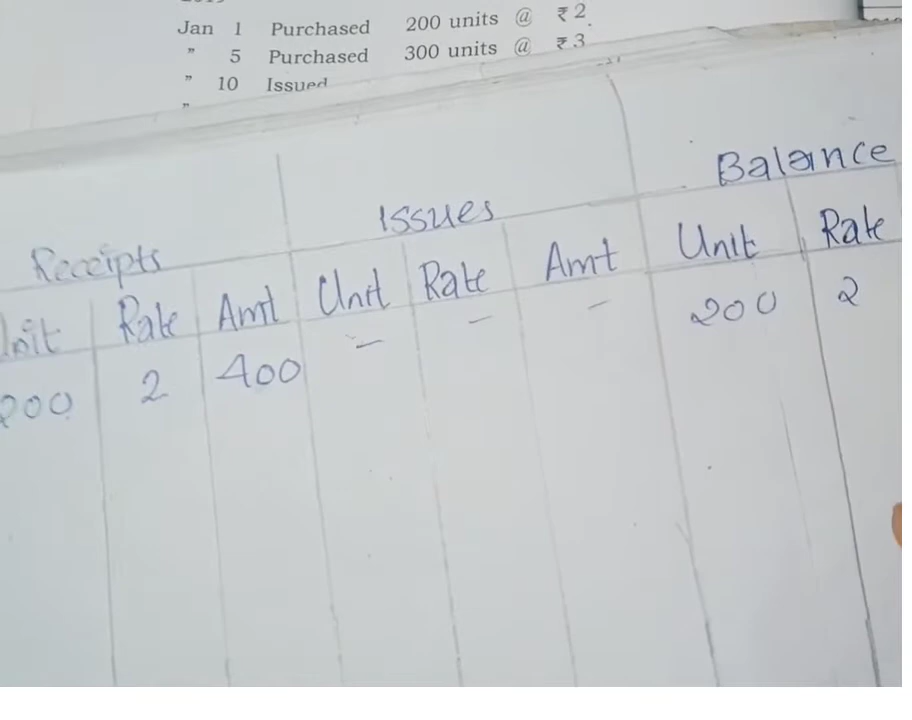 Jan 1 Purchased 200 units @ ₹ 2.
" 5 Purchased 300 units @ ₹ 3
" 10 Issued
"
Receipts Issues Balance
Unit Rate Amt Unit Rate Amt Unit Rate
200 2 400 - - - 200 2